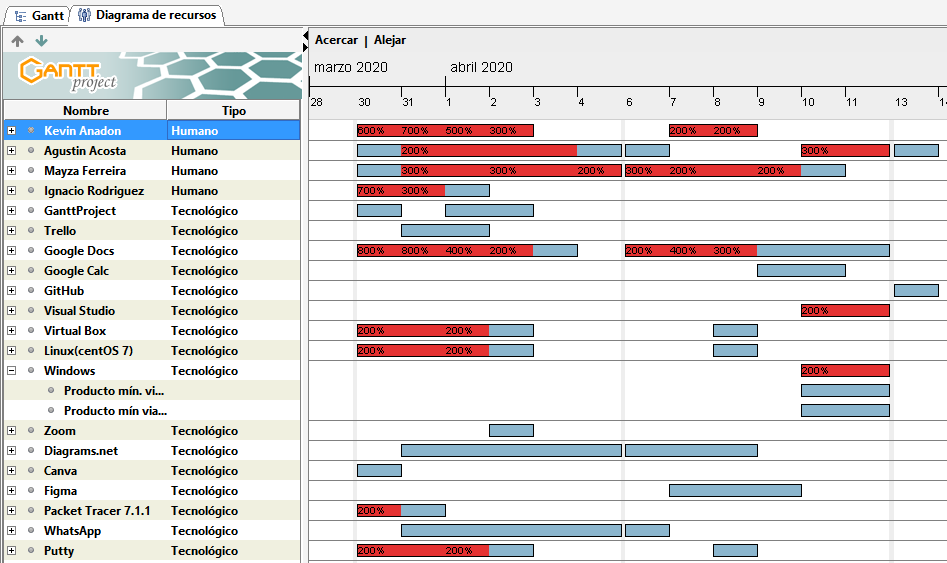 Gantt Diagrama de recursos
Acercar | Alejar
GANTT project
marzo 2020 abril 2020
Nombre Tipo
28 30 31 1 2 3 4 6 7 8 9 10 11 13 14
Kevin Anadon Humano 600% 700% 500% 300% 200% 200%
Agustin Acosta Humano 200% 300%
Mayza Ferreira Humano 300% 300% 200% 300% 200% 200%
Ignacio Rodriguez Humano 700% 300%
GanttProject Tecnológico
Trello Tecnológico
Google Docs Tecnológico 800% 800% 400% 200% 200% 400% 300%
Google Calc Tecnológico
GitHub Tecnológico
Visual Studio Tecnológico 200%
Virtual Box Tecnológico 200% 200%
Linux(centOS 7) Tecnológico 200% 200%
Windows Tecnológico 200%
Producto mín. vi...
Producto mín via...
Zoom Tecnológico
Diagrams.net Tecnológico
Canva Tecnológico
Figma Tecnológico
Packet Tracer 7.1.1 Tecnológico 200%
WhatsApp Tecnológico
Putty Tecnológico 200% 200%